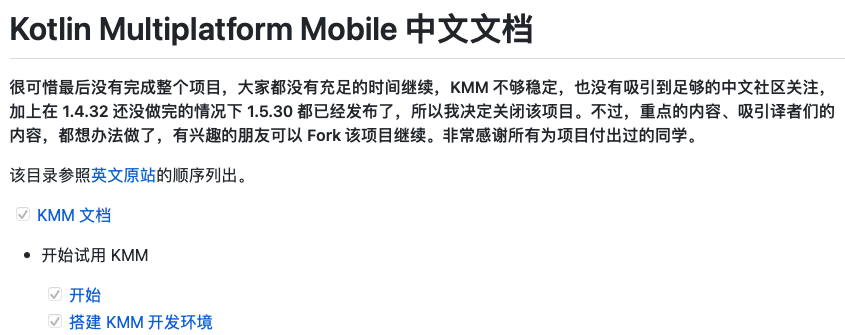 Kotlin Multiplatform Mobile 中文文档
很可惜最后没有完成整个项目，大家都没有充足的时间继续，KMM 不够稳定，也没有吸引到足够的中文社区关注，
加上在 1.4.32 还没做完的情况下 1.5.30 都已经发布了，所以我决定关闭该项目。不过，重点的内容、吸引译者们的
内容，都想办法做了，有兴趣的朋友可以 Fork 该项目继续。非常感谢所有为项目付出过的同学。
该目录参照英文原站的顺序列出。
KMM 文档
开始试用 KMM
开始
搭建 KMM 开发环境